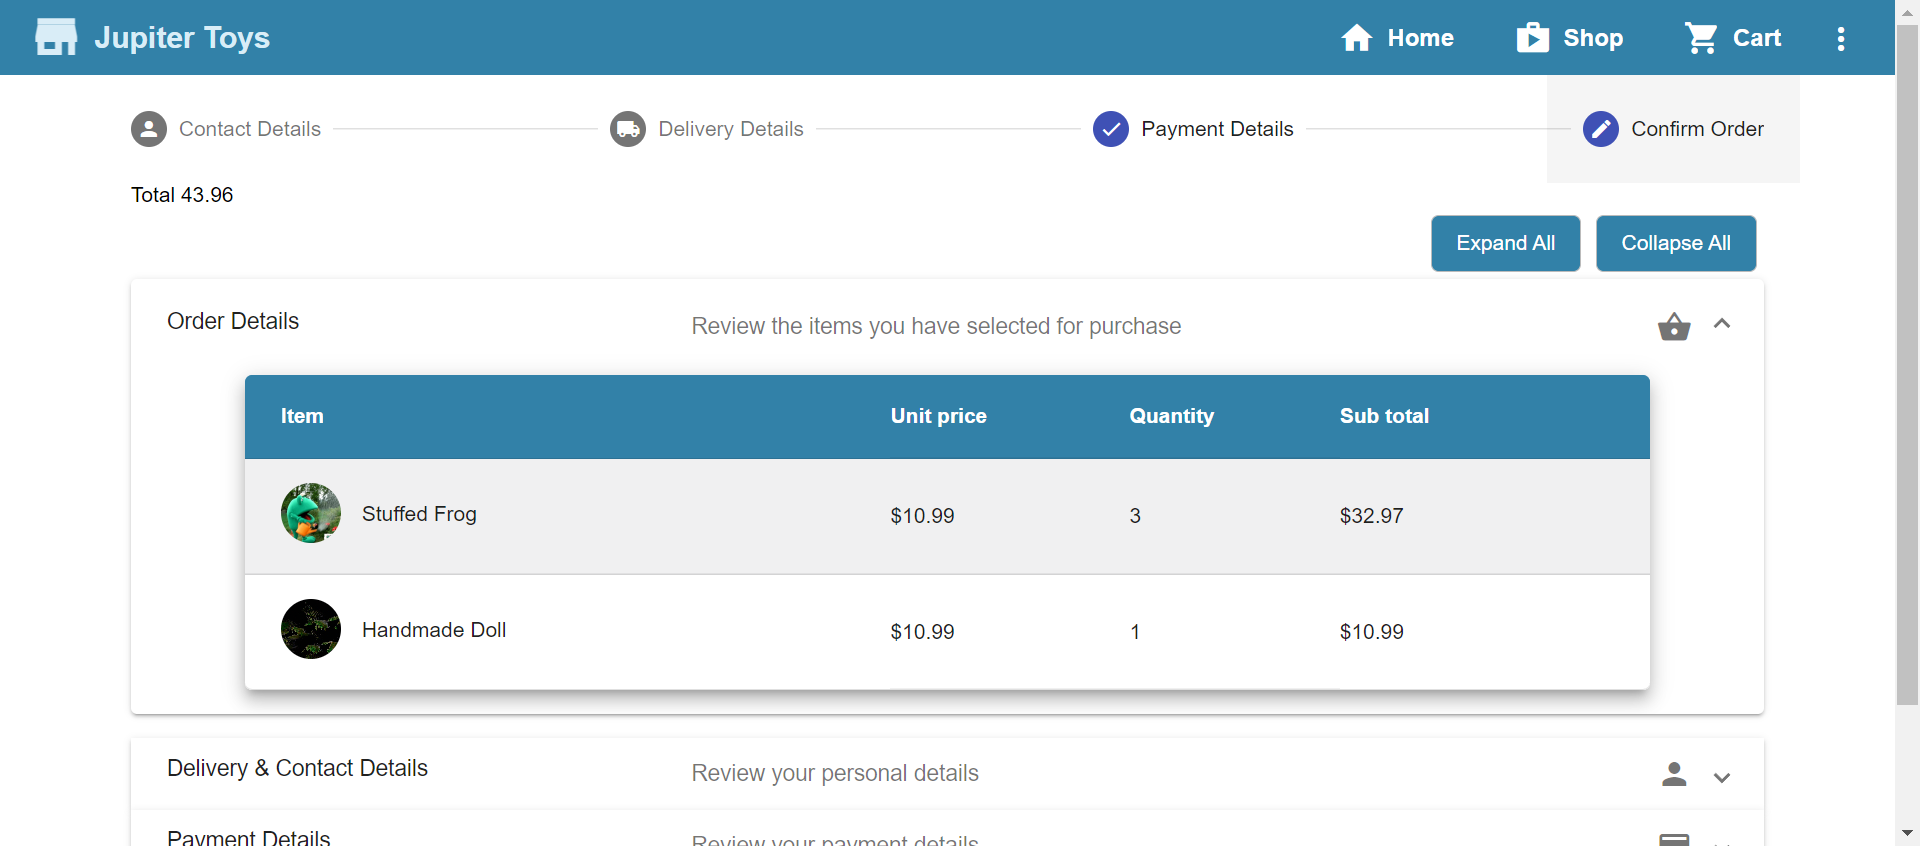 Jupiter Toys
Home
Shop
Cart
Contact Details
Delivery Details
Payment Details
Confirm Order
Total 43.96
Expand All
Collapse All
Order Details
Review the items you have selected for purchase
Item Unit price Quantity Sub total
Stuffed Frog $10.99 3 $32.97
Handmade Doll $10.99 1 $10.99
Delivery & Contact Details
Review your personal details
Payment Details
Review your payment details